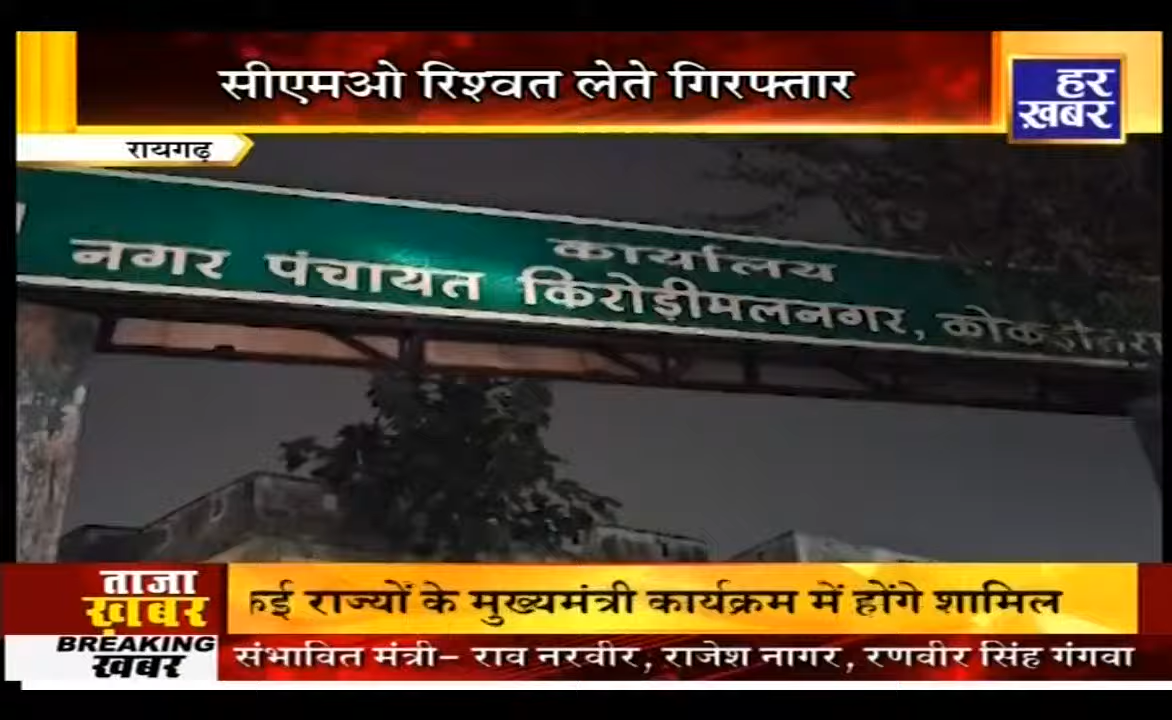 सीएमओ रिश्वत लेते गिरफ्तार
हर
ख़बर
रायगढ़
कार्यालय
नगर पंचायत किरोड़ीमलनगर,
ताजा
ख़बर
कई राज्यों के मुख्यमंत्री कार्यक्रम में होंगे शामिल
BREAKING
खबर
संभावित मंत्री– राव नरवीर, राजेश नागर, रणवीर सिंह गंगवा